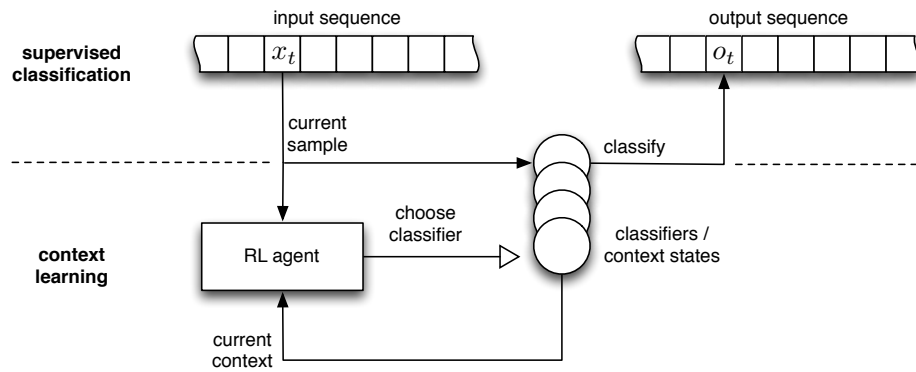 input sequence
output sequence
supervised
classification
x_t
o_t
current
sample
classify
choose
classifier
context
learning
RL agent
classifiers /
context states
current
context